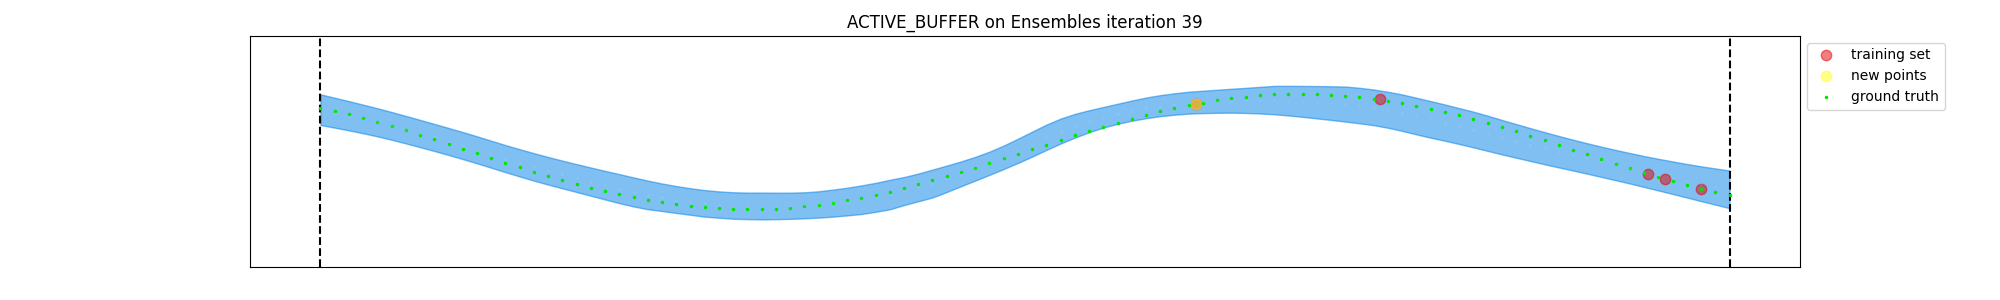 ACTIVE_BUFFER on Ensembles iteration 39
training set
new points
ground truth